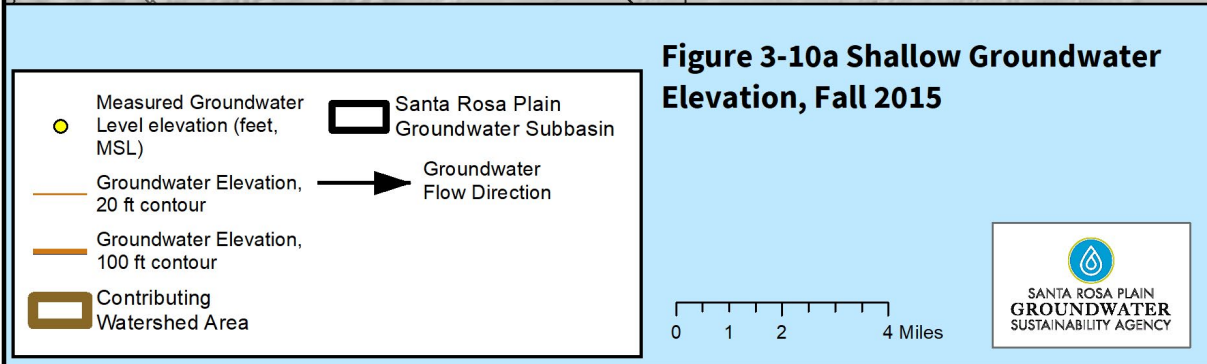 Figure 3-10a Shallow Groundwater
Elevation, Fall 2015
Measured Groundwater
Level elevation (feet,
MSL)
Groundwater Elevation,
20 ft contour
Groundwater Elevation,
100 ft contour
Contributing
Watershed Area
Santa Rosa Plain
Groundwater Subbasin
Groundwater
Flow Direction
0 1 2 4 Miles
SANTA ROSA PLAIN
GROUNDWATER
SUSTAINABILITY AGENCY